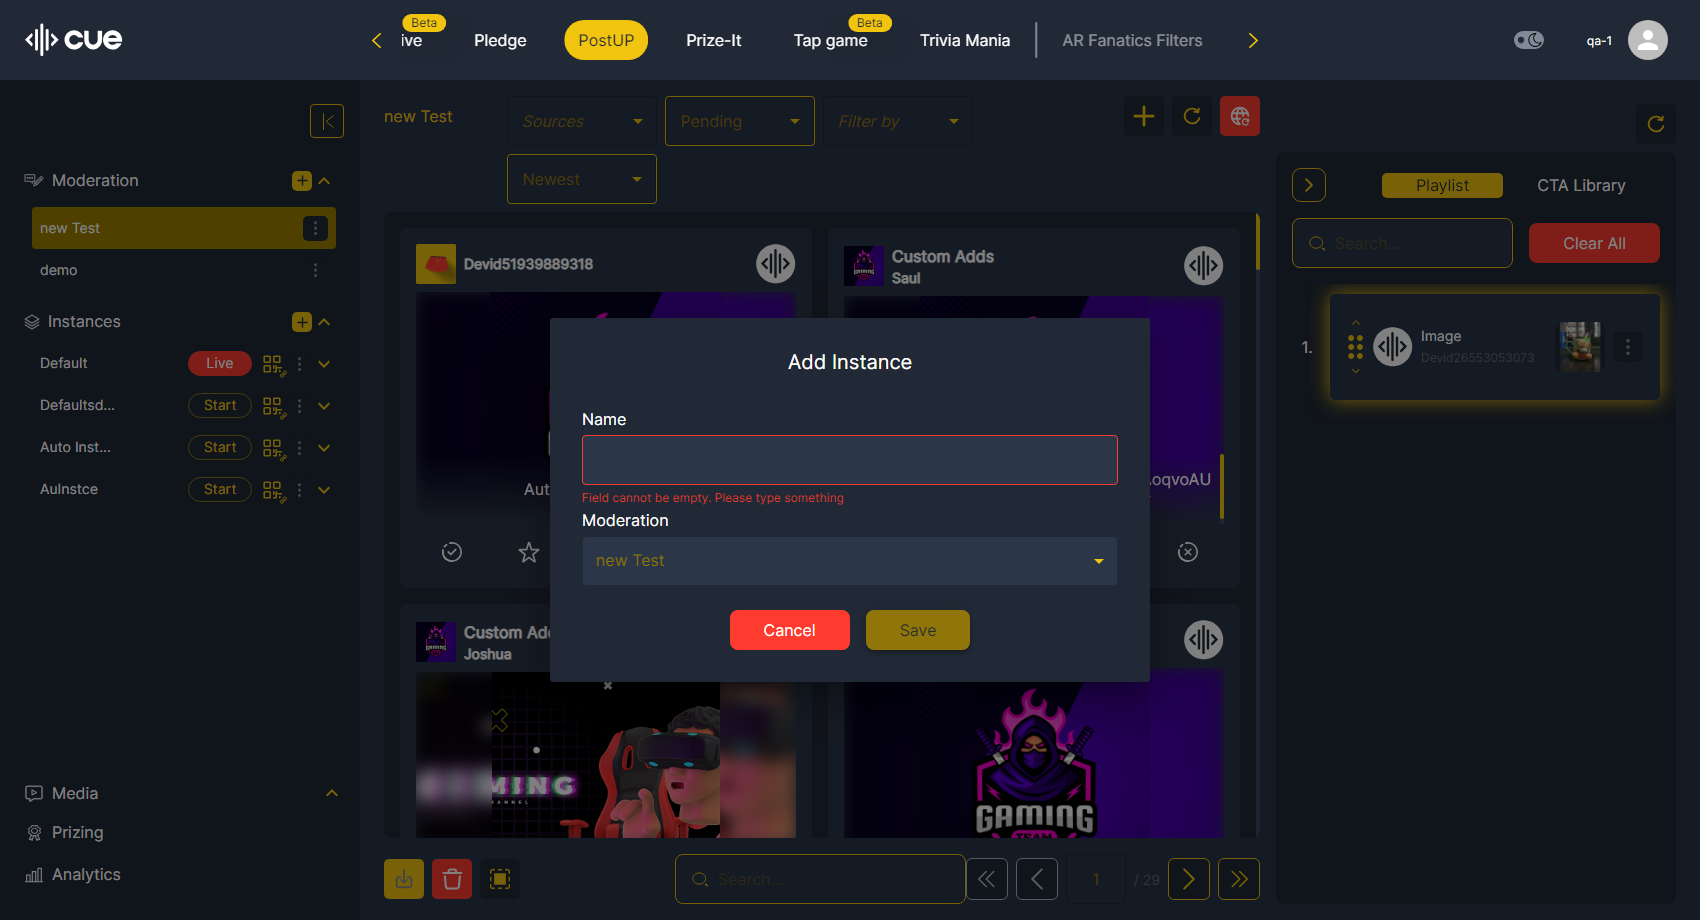 cue
Beta
ive
Pledge
PostUP
Prize-It
Beta
Tap game
Trivia Mania
AR Fanatics Filters
qa-1
Moderation
new Test
demo
Instances
Default
Live
Defaultsd...
Start
Auto Inst...
Start
AuInstce
Start
Media
Prizing
Analytics
new Test
Sources
Pending
Filter by
Newest
Devid51939889318
Custom Adds
Saul
Aut
.oqvoAU
Custom Add
Joshua
MING
GAMING
TEAM
Add Instance
Name
Field cannot be empty. Please type something
Moderation
new Test
Cancel
Save
Search...
1
/ 29
Playlist
CTA Library
Search...
Clear All
1.
Image
Devid26553053073